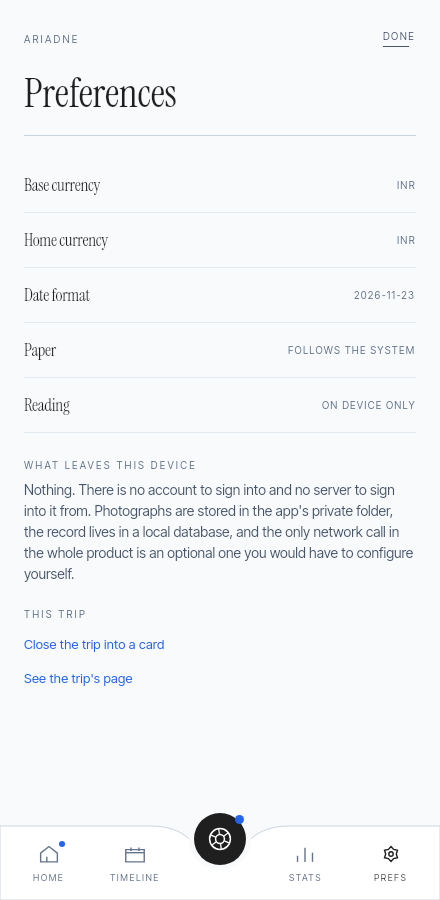 ARIADNE
DONE
Preferences
Base currency
INR
Home currency
INR
Date format
2026-11-23
Paper
FOLLOWS THE SYSTEM
Reading
ON DEVICE ONLY
WHAT LEAVES THIS DEVICE
Nothing. There is no account to sign into and no server to sign
into it from. Photographs are stored in the app's private folder,
the record lives in a local database, and the only network call in
the whole product is an optional one you would have to configure
yourself.
THIS TRIP
Close the trip into a card
See the trip's page
HOME
TIMELINE
STATS
PREFS